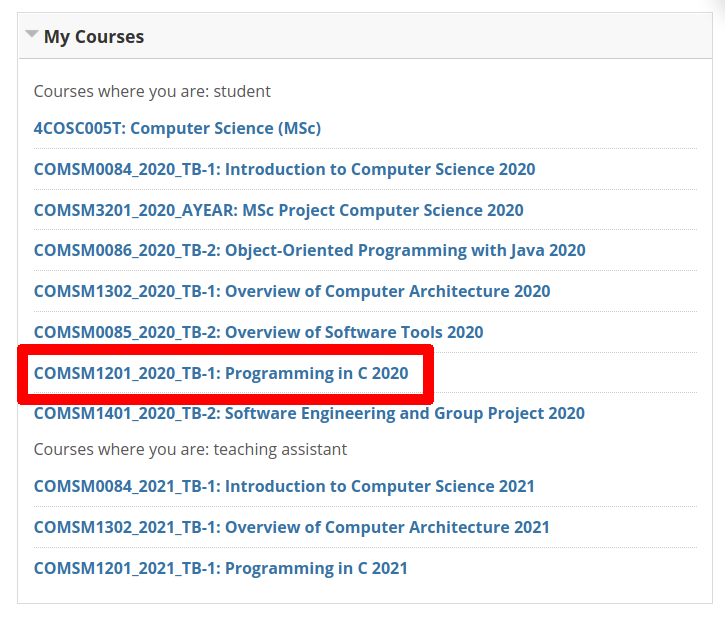 My Courses
Courses where you are: student
4COSC005T: Computer Science (MSc)
COMSM0084_2020_TB-1: Introduction to Computer Science 2020
COMSM3201_2020_AYEAR: MSc Project Computer Science 2020
COMSM0086_2020_TB-2: Object-Oriented Programming with Java 2020
COMSM1302_2020_TB-1: Overview of Computer Architecture 2020
COMSM0085_2020_TB-2: Overview of Software Tools 2020
COMSM1201_2020_TB-1: Programming in C 2020
COMSM1401_2020_TB-2: Software Engineering and Group Project 2020
Courses where you are: teaching assistant
COMSM0084_2021_TB-1: Introduction to Computer Science 2021
COMSM1302_2021_TB-1: Overview of Computer Architecture 2021
COMSM1201_2021_TB-1: Programming in C 2021